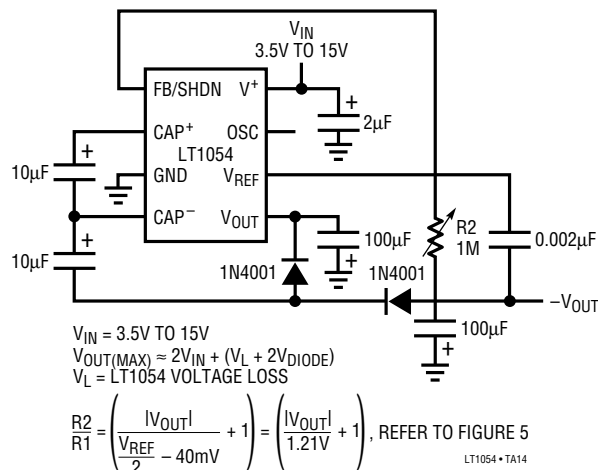 V_IN
3.5V TO 15V
FB/SHDN V⁺
CAP⁺ OSC
LT1054
GND
V_REF
CAP⁻ V_OUT
+
2µF
+
10µF
+
10µF
+
100µF
R2
1M
0.002µF
1N4001
1N4001
–V_OUT
100µF
+
V_IN = 3.5V TO 15V
V_OUT(MAX) ≈ 2V_IN + (V_L + 2V_DIODE)
V_L = LT1054 VOLTAGE LOSS
R2/R1 = (|V_OUT| / (V_REF/2 – 40mV) + 1) = (|V_OUT| / 1.21V + 1), REFER TO FIGURE 5
LT1054 • TA14